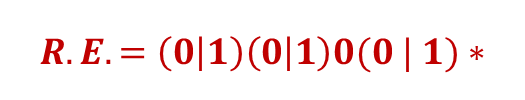 R. E. = (0|1)(0|1)0(0 | 1) *